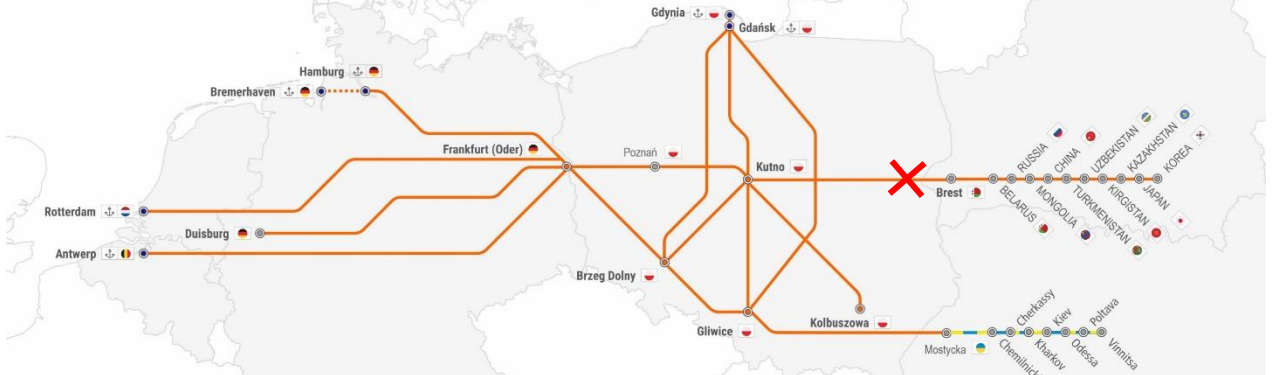 Gdynia
Gdańsk
Hamburg
Bremerhaven
Frankfurt (Oder)
Poznań
Kutno
Rotterdam
Duisburg
Antwerp
Brzeg Dolny
Gliwice
Kolbuszowa
Brest
BELARUS
RUSSIA
MONGOLIA
CHINA
TURKMENISTAN
UZBEKISTAN
KIRGISTAN
KAZAKHSTAN
JAPAN
KOREA
Mostycka
Cherkassy
Kharkov
Kiev
Odessa
Poltava
Vinnitsa